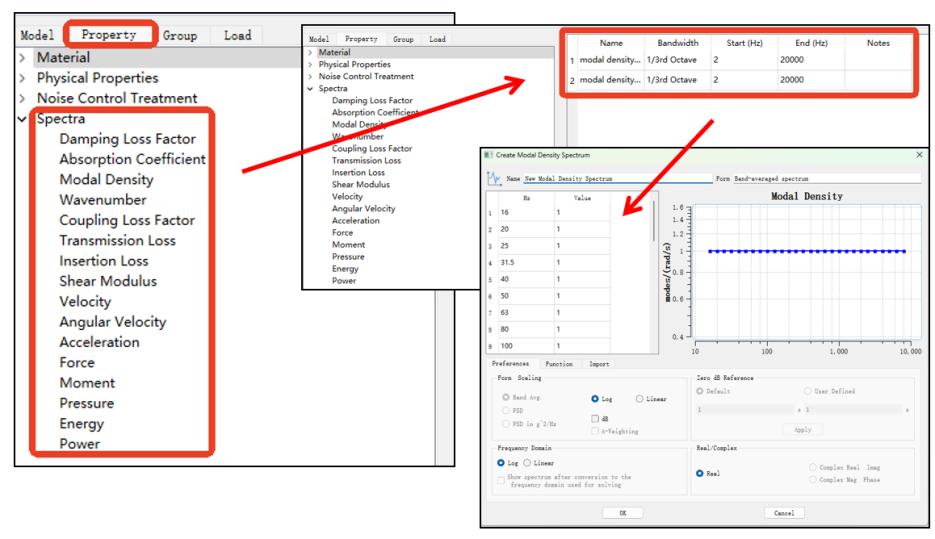 Model Property Group Load
Material
Physical Properties
Noise Control Treatment
Spectra
Damping Loss Factor
Absorption Coefficient
Modal Density
Wavenumber
Coupling Loss Factor
Transmission Loss
Insertion Loss
Shear Modulus
Velocity
Angular Velocity
Acceleration
Force
Moment
Pressure
Energy
Power
Model Property Group Load
Material
Physical Properties
Noise Control Treatment
Spectra
Damping Loss Factor
Absorption Coefficient
Modal Density
Wavenumber
Coupling Loss Factor
Transmission Loss
Insertion Loss
Shear Modulus
Velocity
Angular Velocity
Acceleration
Force
Moment
Pressure
Energy
Power
Name Bandwidth Start (Hz) End (Hz) Notes
1 modal density... 1/3rd Octave 2 20000
2 modal density... 1/3rd Octave 2 20000
Create Modal Density Spectrum
Name New Modal Density Spectrum Form Band-averaged spectrum
Hz Value
1 16 1
2 20 1
3 25 1
4 31.5 1
5 40 1
6 50 1
7 63 1
8 80 1
9 100 1
Modal Density
modes/(rad/s)
1.6
1.4
1.2
1
0.8
0.6
0.4
10 100 1,000 10,000
Preferences Function Import
Form Scaling
Band Avg.
PSD
PSD in g^2/Hz
Log Linear
dB
A-Weighting
Zero dB Reference
Default User Defined
1 x 1
Apply
Frequency Domain
Log Linear
Show spectrum after conversion to the
frequency domain used for solving
Real/Complex
Real
Complex Real Imag
Complex Mag Phase
OK Cancel